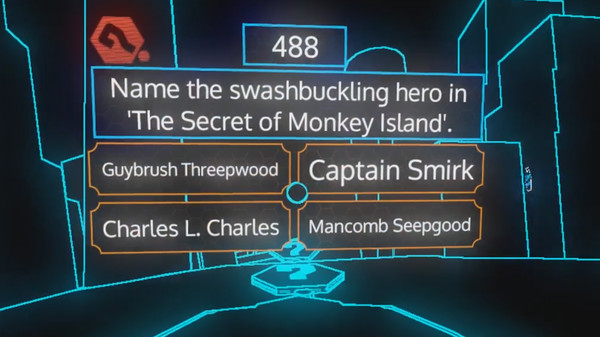 488
Name the swashbuckling hero in
'The Secret of Monkey Island'.
Guybrush Threepwood
Captain Smirk
Charles L. Charles
Mancomb Seepgood
?
?